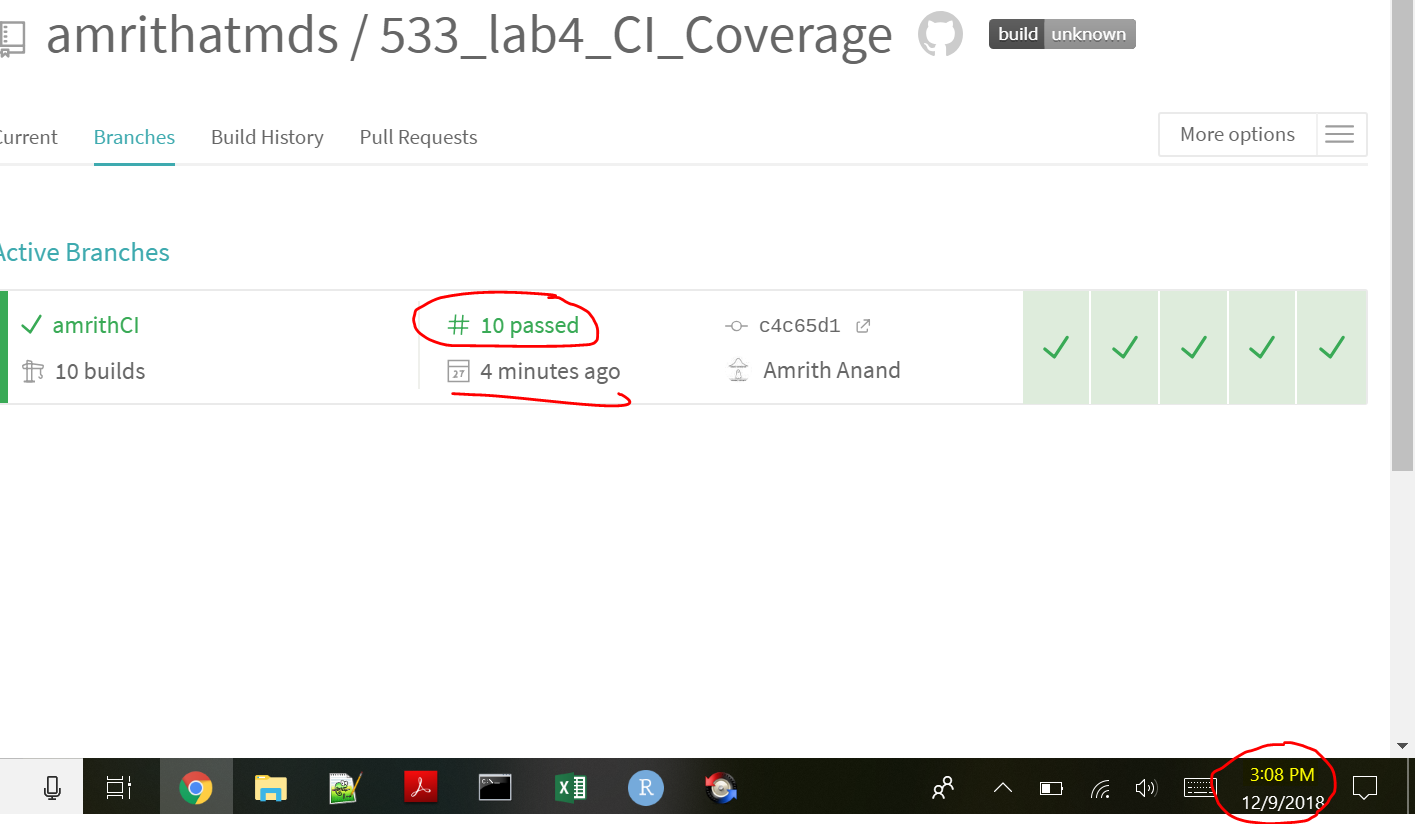 amrithatmds / 533_lab4_CI_Coverage build unknown
Current Branches Build History Pull Requests More options
Active Branches
amrithCI # 10 passed c4c65d1
10 builds 27 4 minutes ago Amrith Anand
C:\_
R
3:08 PM
12/9/2018